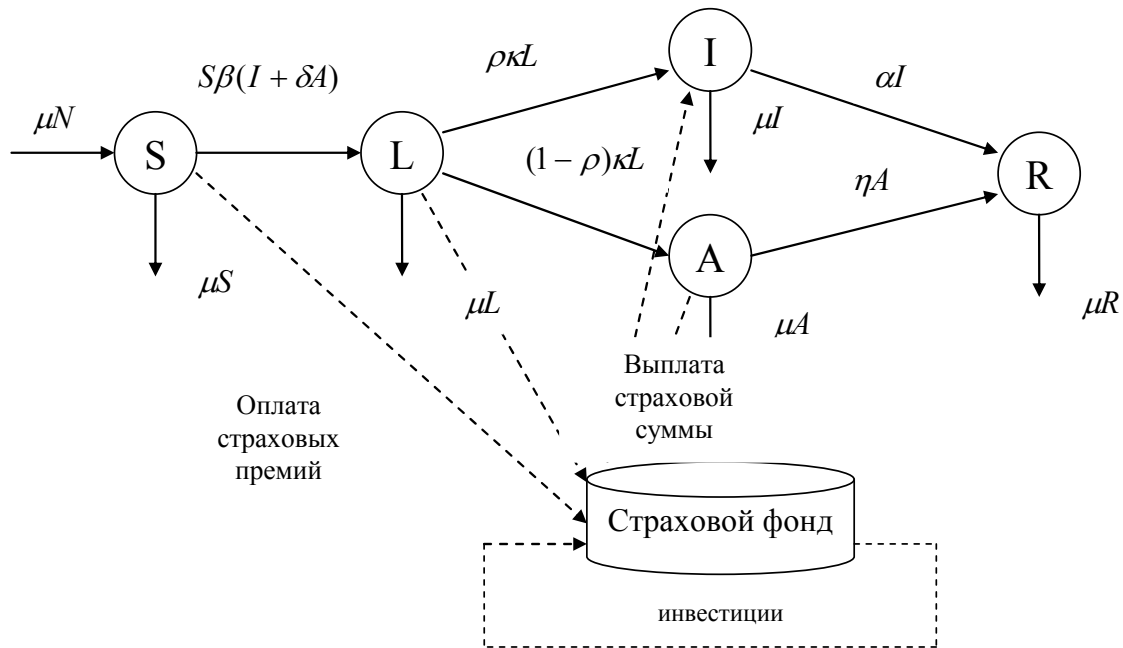 I
ρκL
αI
Sβ(I + δA)
μN
μI
S
L
(1 − ρ)κL
R
ηA
A
μS
μL
μA
μR
Выплата
страховой
суммы
Оплата
страховых
премий
Страховой фонд
инвестиции